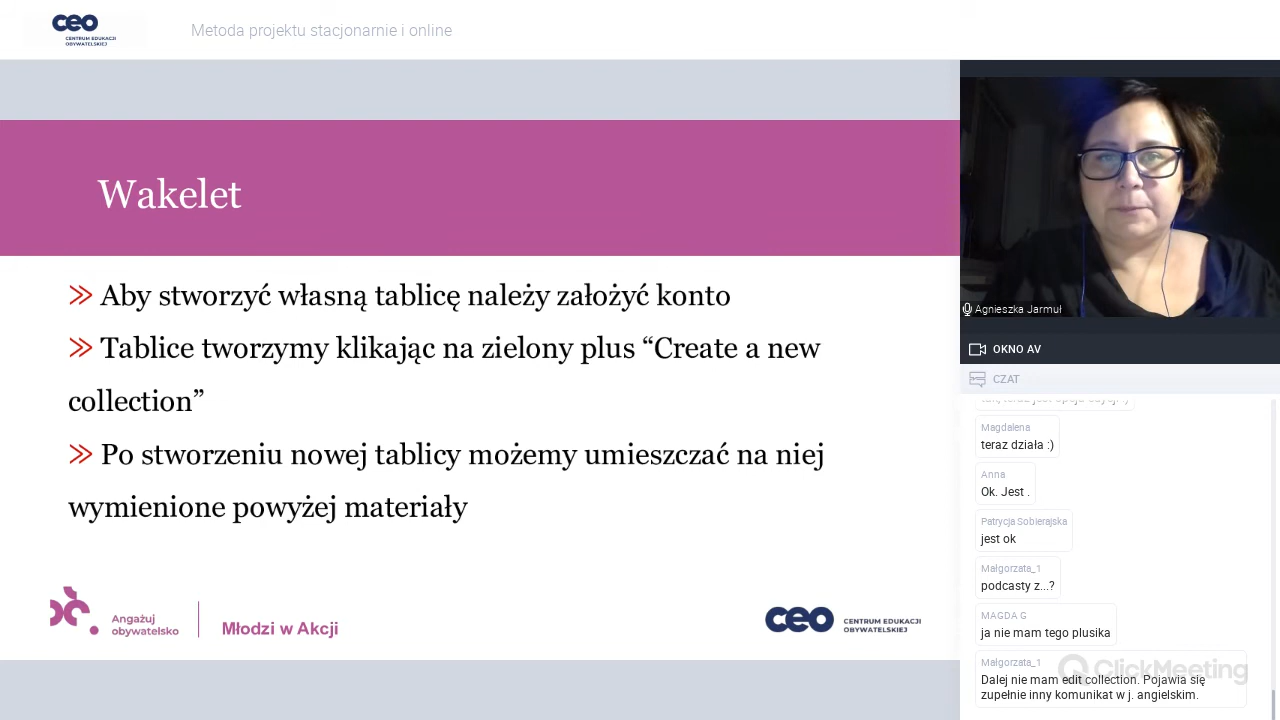 ceo
CENTRUM EDUKACJI
OBYWATELSKIEJ
Metoda projektu stacjonarnie i online
Wakelet
Aby stworzyć własną tablicę należy założyć konto
Tablice tworzymy klikając na zielony plus “Create a new
collection”
Po stworzeniu nowej tablicy możemy umieszczać na niej
wymienione powyżej materiały
Angażuj
obywatelsko
Młodzi w Akcji
ceo
CENTRUM EDUKACJI
OBYWATELSKIEJ
Agnieszka Jarmuł
OKNO AV
CZAT
Magdalena
teraz działa :)
Anna
Ok. Jest .
Patrycja Sobierajska
jest ok
Małgorzata_1
podcasty z...?
MAGDA G
ja nie mam tego plusika
Małgorzata_1
Dalej nie mam edit collection. Pojawia się
zupełnie inny komunikat w j. angielskim.
ClickMeeting